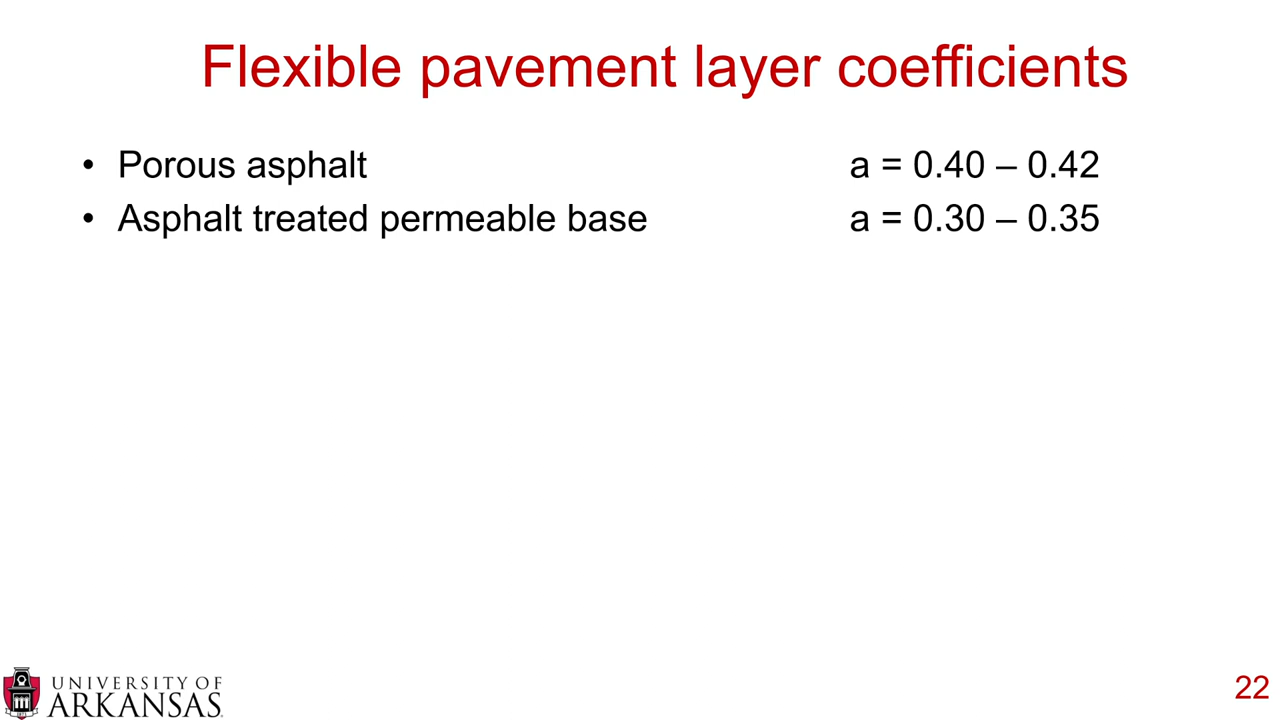 Flexible pavement layer coefficients
• Porous asphalt a = 0.40 – 0.42
• Asphalt treated permeable base a = 0.30 – 0.35
UNIVERSITY OF
ARKANSAS
22